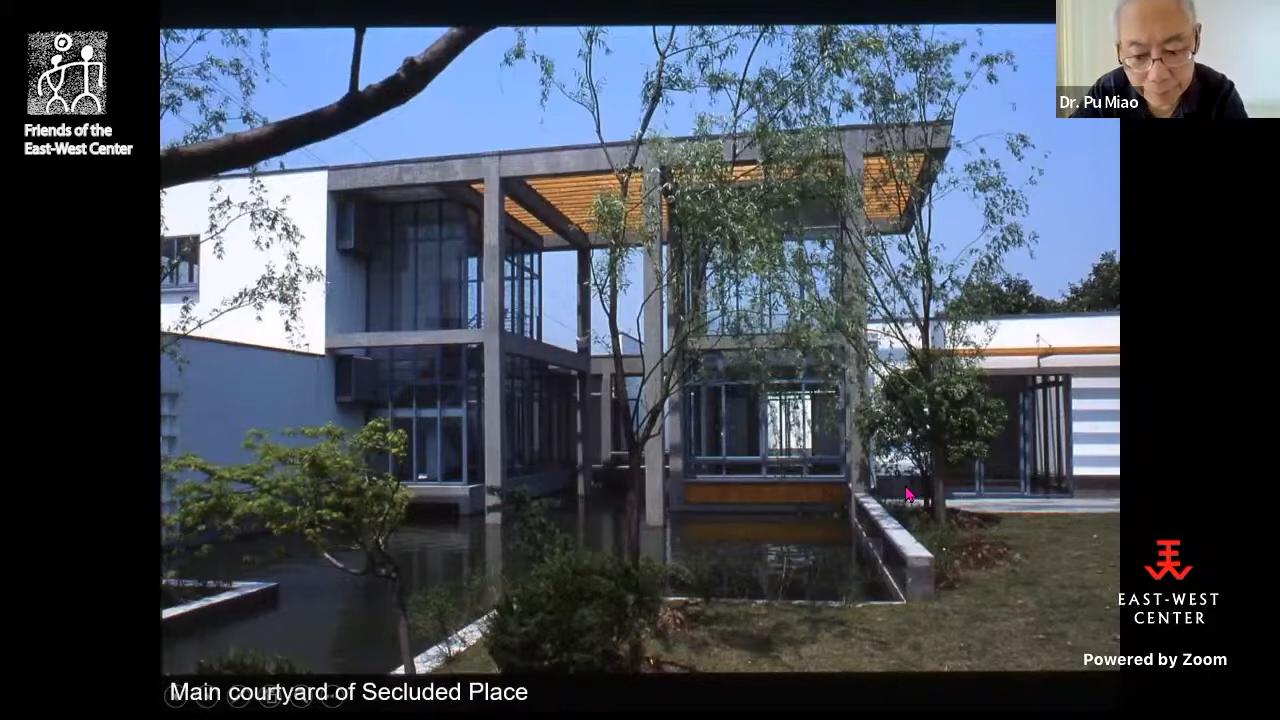 Friends of the
East-West Center
Dr. Pu Miao
EAST-WEST
CENTER
Powered by Zoom
Main courtyard of Secluded Place